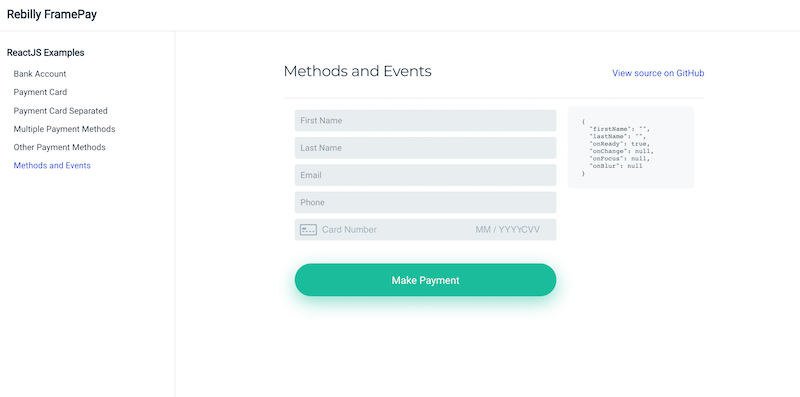 Rebilly FramePay
ReactJS Examples
Bank Account
Payment Card
Payment Card Separated
Multiple Payment Methods
Other Payment Methods
Methods and Events
Methods and Events
View source on GitHub
First Name
Last Name
Email
Phone
Card Number MM / YYYYCVV
Make Payment
{
"firstName": "",
"lastName": "",
"onReady": true,
"onChange": null,
"onFocus": null,
"onBlur": null
}